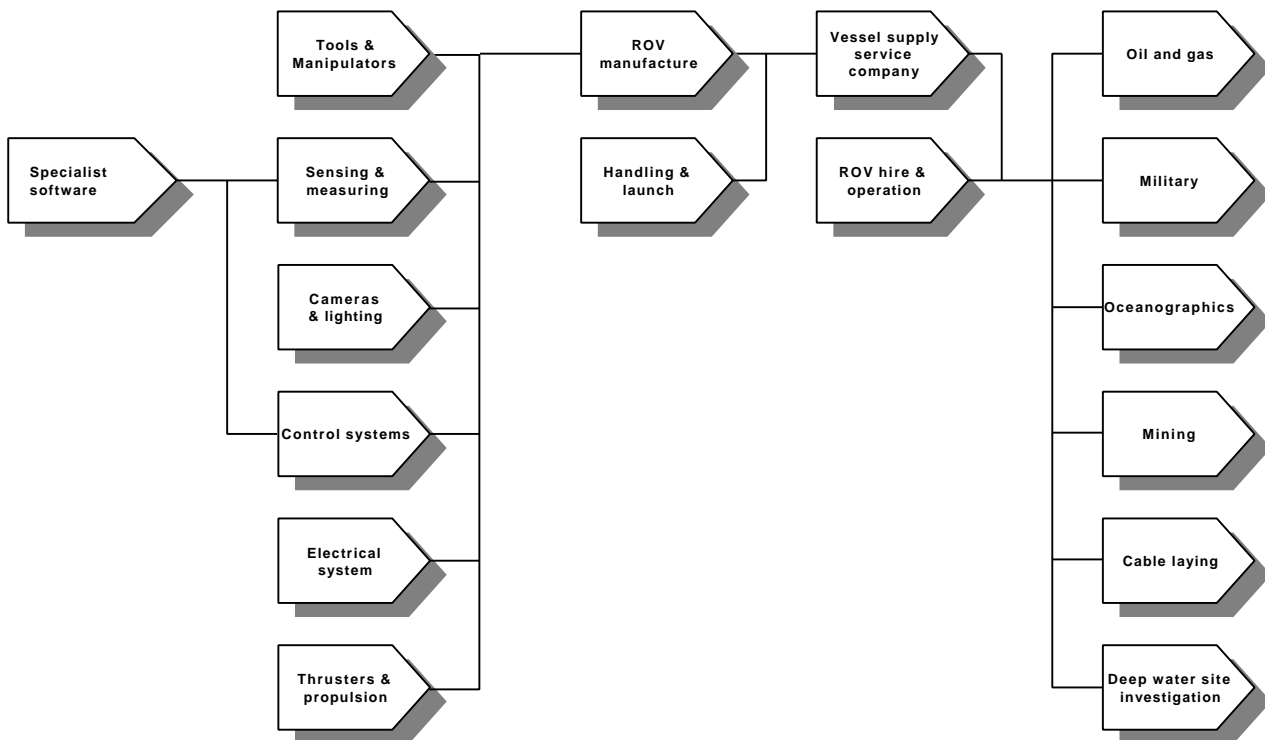 Tools &
Manipulators
ROV
manufacture
Vessel supply
service
company
Oil and gas
Specialist
software
Sensing &
measuring
Handling &
launch
ROV hire &
operation
Military
Cameras
& lighting
Oceanographics
Control systems
Mining
Electrical
system
Cable laying
Thrusters &
propulsion
Deep water site
investigation